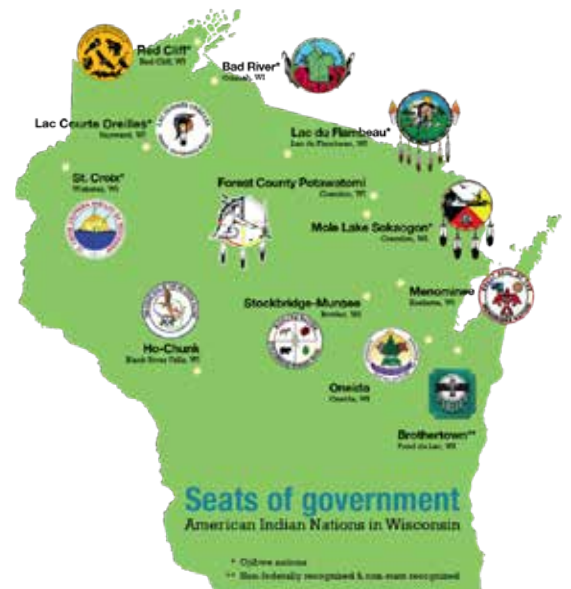 Red Cliff*
Red Cliff, WI
Bad River*
Odanah, WI
Lac Courte Oreilles*
Hayward, WI
Lac du Flambeau*
Lac du Flambeau, WI
St. Croix*
Webster, WI
Forest County Potawatomi
Crandon, WI
Mole Lake Sokaogon*
Crandon, WI
Stockbridge-Munsee
Bowler, WI
Menominee
Keshena, WI
Ho-Chunk
Black River Falls, WI
Oneida
Oneida, WI
Brothertown**
Fond du Lac, WI
Seats of government
American Indian Nations in Wisconsin
* Ojibwe nations
** Non-federally recognized & non-state recognized